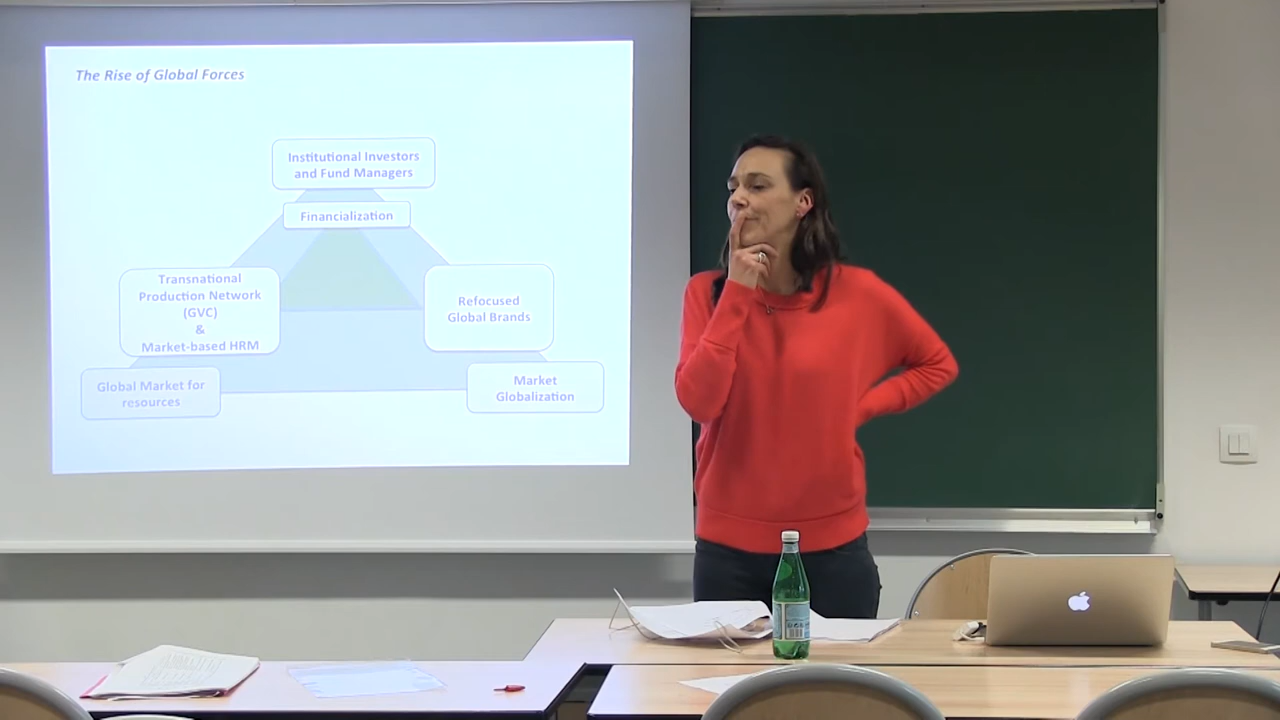 The Rise of Global Forces
Institutional Investors
and Fund Managers
Financialization
Transnational
Production Network
(GVC)
&
Market-based HRM
Refocused
Global Brands
Global Market for
resources
Market
Globalization